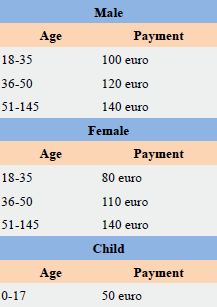 Male
Age Payment
18-35 100 euro
36-50 120 euro
51-145 140 euro
Female
Age Payment
18-35 80 euro
36-50 110 euro
51-145 140 euro
Child
Age Payment
0-17 50 euro